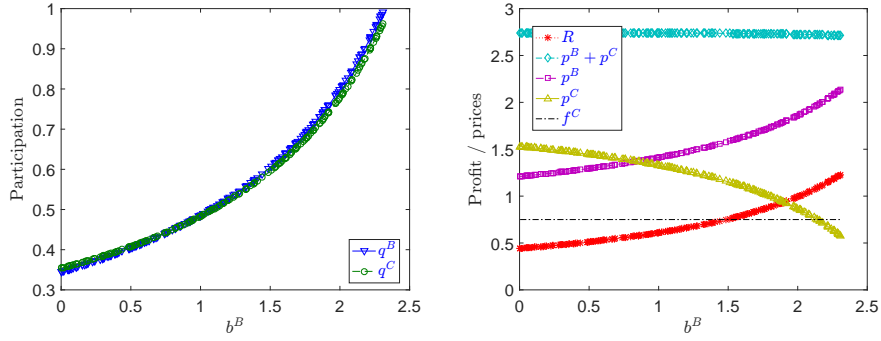 1
0.9
0.8
0.7
0.6
0.5
0.4
0.3
Participation
0 0.5 1 1.5 2 2.5
b^B
q^B
q^C
3
2.5
2
1.5
1
0.5
0
Profit / prices
0 0.5 1 1.5 2 2.5
b^B
R
p^B + p^C
p^B
p^C
f^C